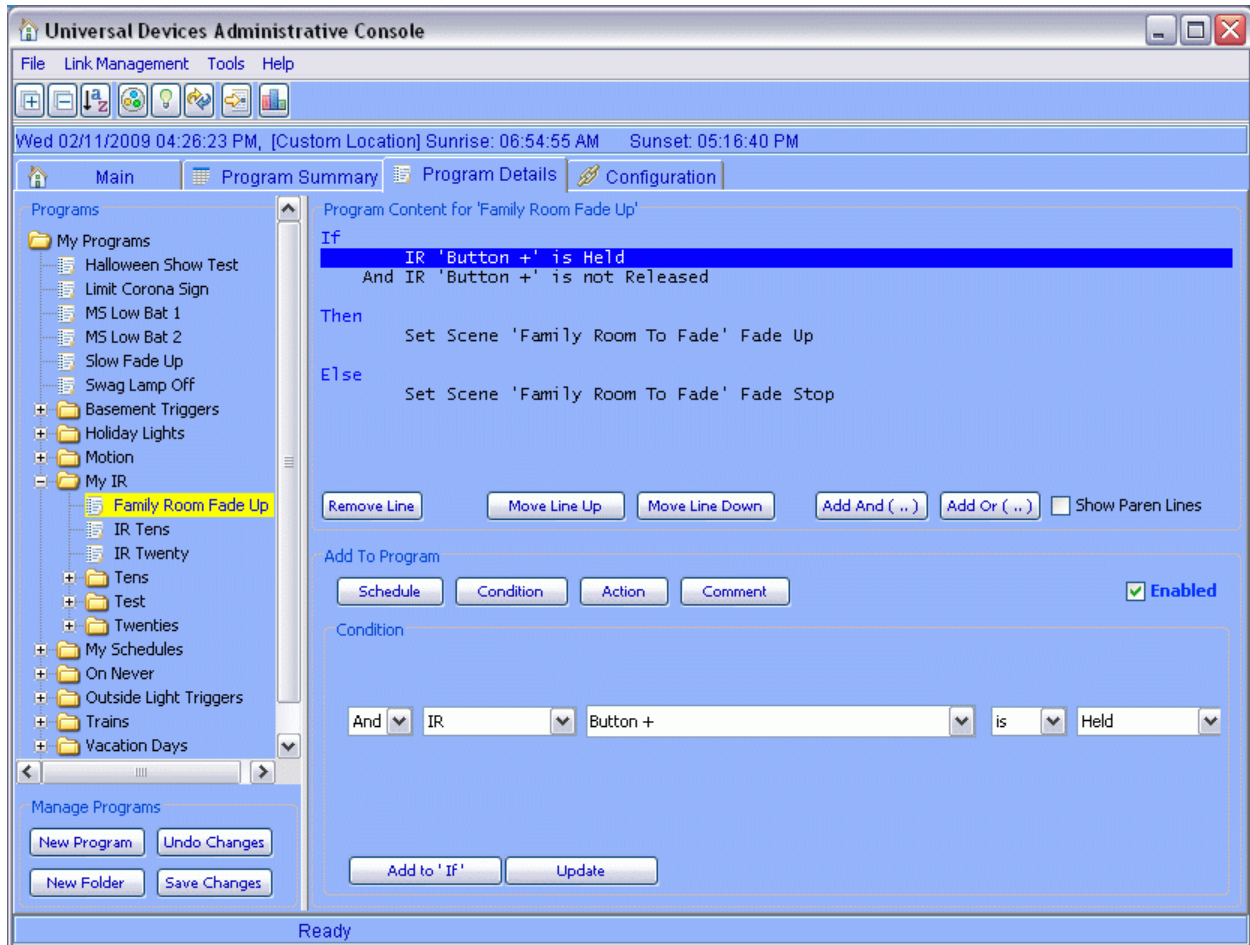 Universal Devices Administrative Console
File Link Management Tools Help
Wed 02/11/2009 04:26:23 PM, [Custom Location] Sunrise: 06:54:55 AM Sunset: 05:16:40 PM
Main Program Summary Program Details Configuration
Programs
My Programs
Halloween Show Test
Limit Corona Sign
MS Low Bat 1
MS Low Bat 2
Slow Fade Up
Swag Lamp Off
Basement Triggers
Holiday Lights
Motion
My IR
Family Room Fade Up
IR Tens
IR Twenty
Tens
Test
Twenties
My Schedules
On Never
Outside Light Triggers
Trains
Vacation Days
Manage Programs
New Program Undo Changes
New Folder Save Changes
Program Content for 'Family Room Fade Up'
If
IR 'Button +' is Held
And IR 'Button +' is not Released
Then
Set Scene 'Family Room To Fade' Fade Up
Else
Set Scene 'Family Room To Fade' Fade Stop
Remove Line Move Line Up Move Line Down Add And ( .. ) Add Or ( .. ) Show Paren Lines
Add To Program
Schedule Condition Action Comment Enabled
Condition
And IR Button + is Held
Add to ' If ' Update
Ready